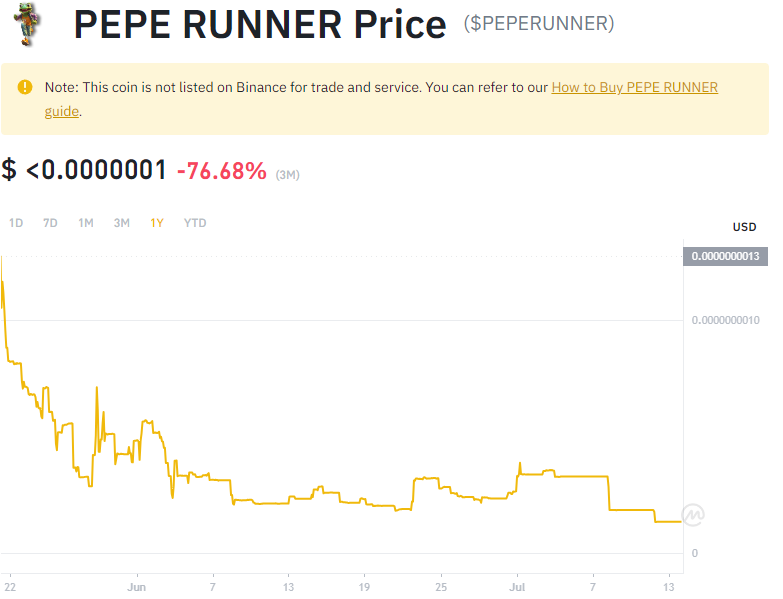 PEPE RUNNER Price ($PEPERUNNER)
Note: This coin is not listed on Binance for trade and service. You can refer to our How to Buy PEPE RUNNER
guide.
$ <0.0000001 -76.68% (3M)
1D 7D 1M 3M 1Y YTD
USD
0.0000000013
0.0000000010
0
22 Jun 7 13 19 25 Jul 7 13